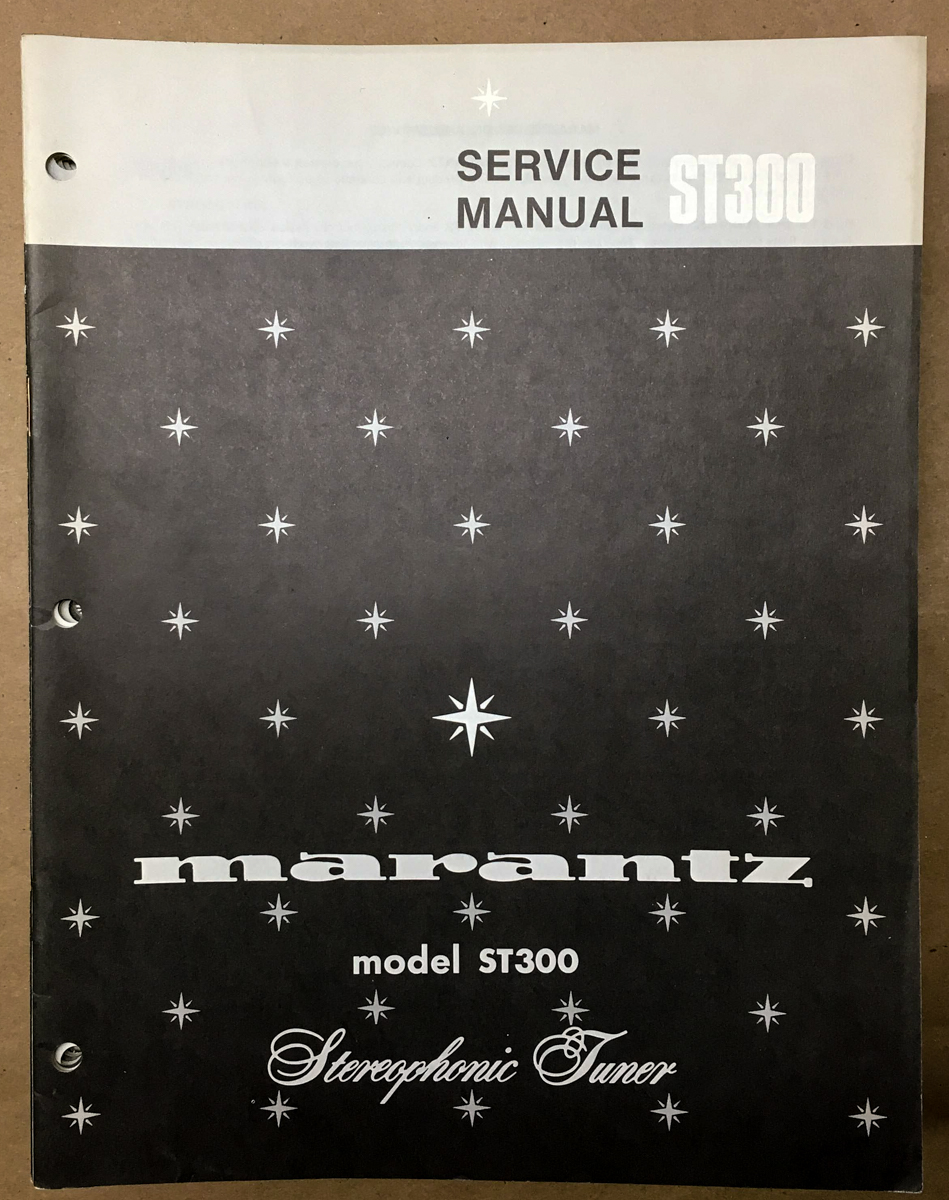 SERVICE
MANUAL ST300
marantz
model ST300
Stereophonic Tuner